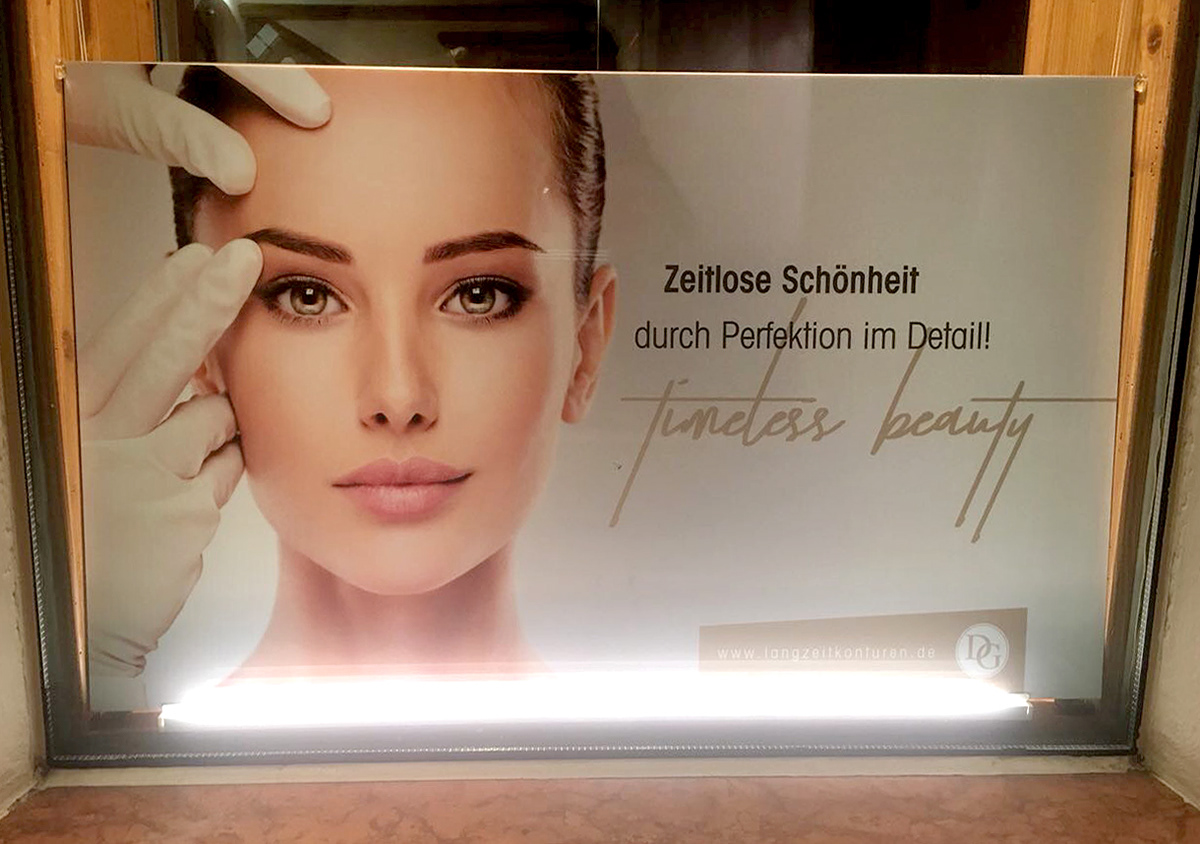 Zeitlose Schönheit
durch Perfektion im Detail!
timeless beauty
www.langzeitkonturen.de
DG